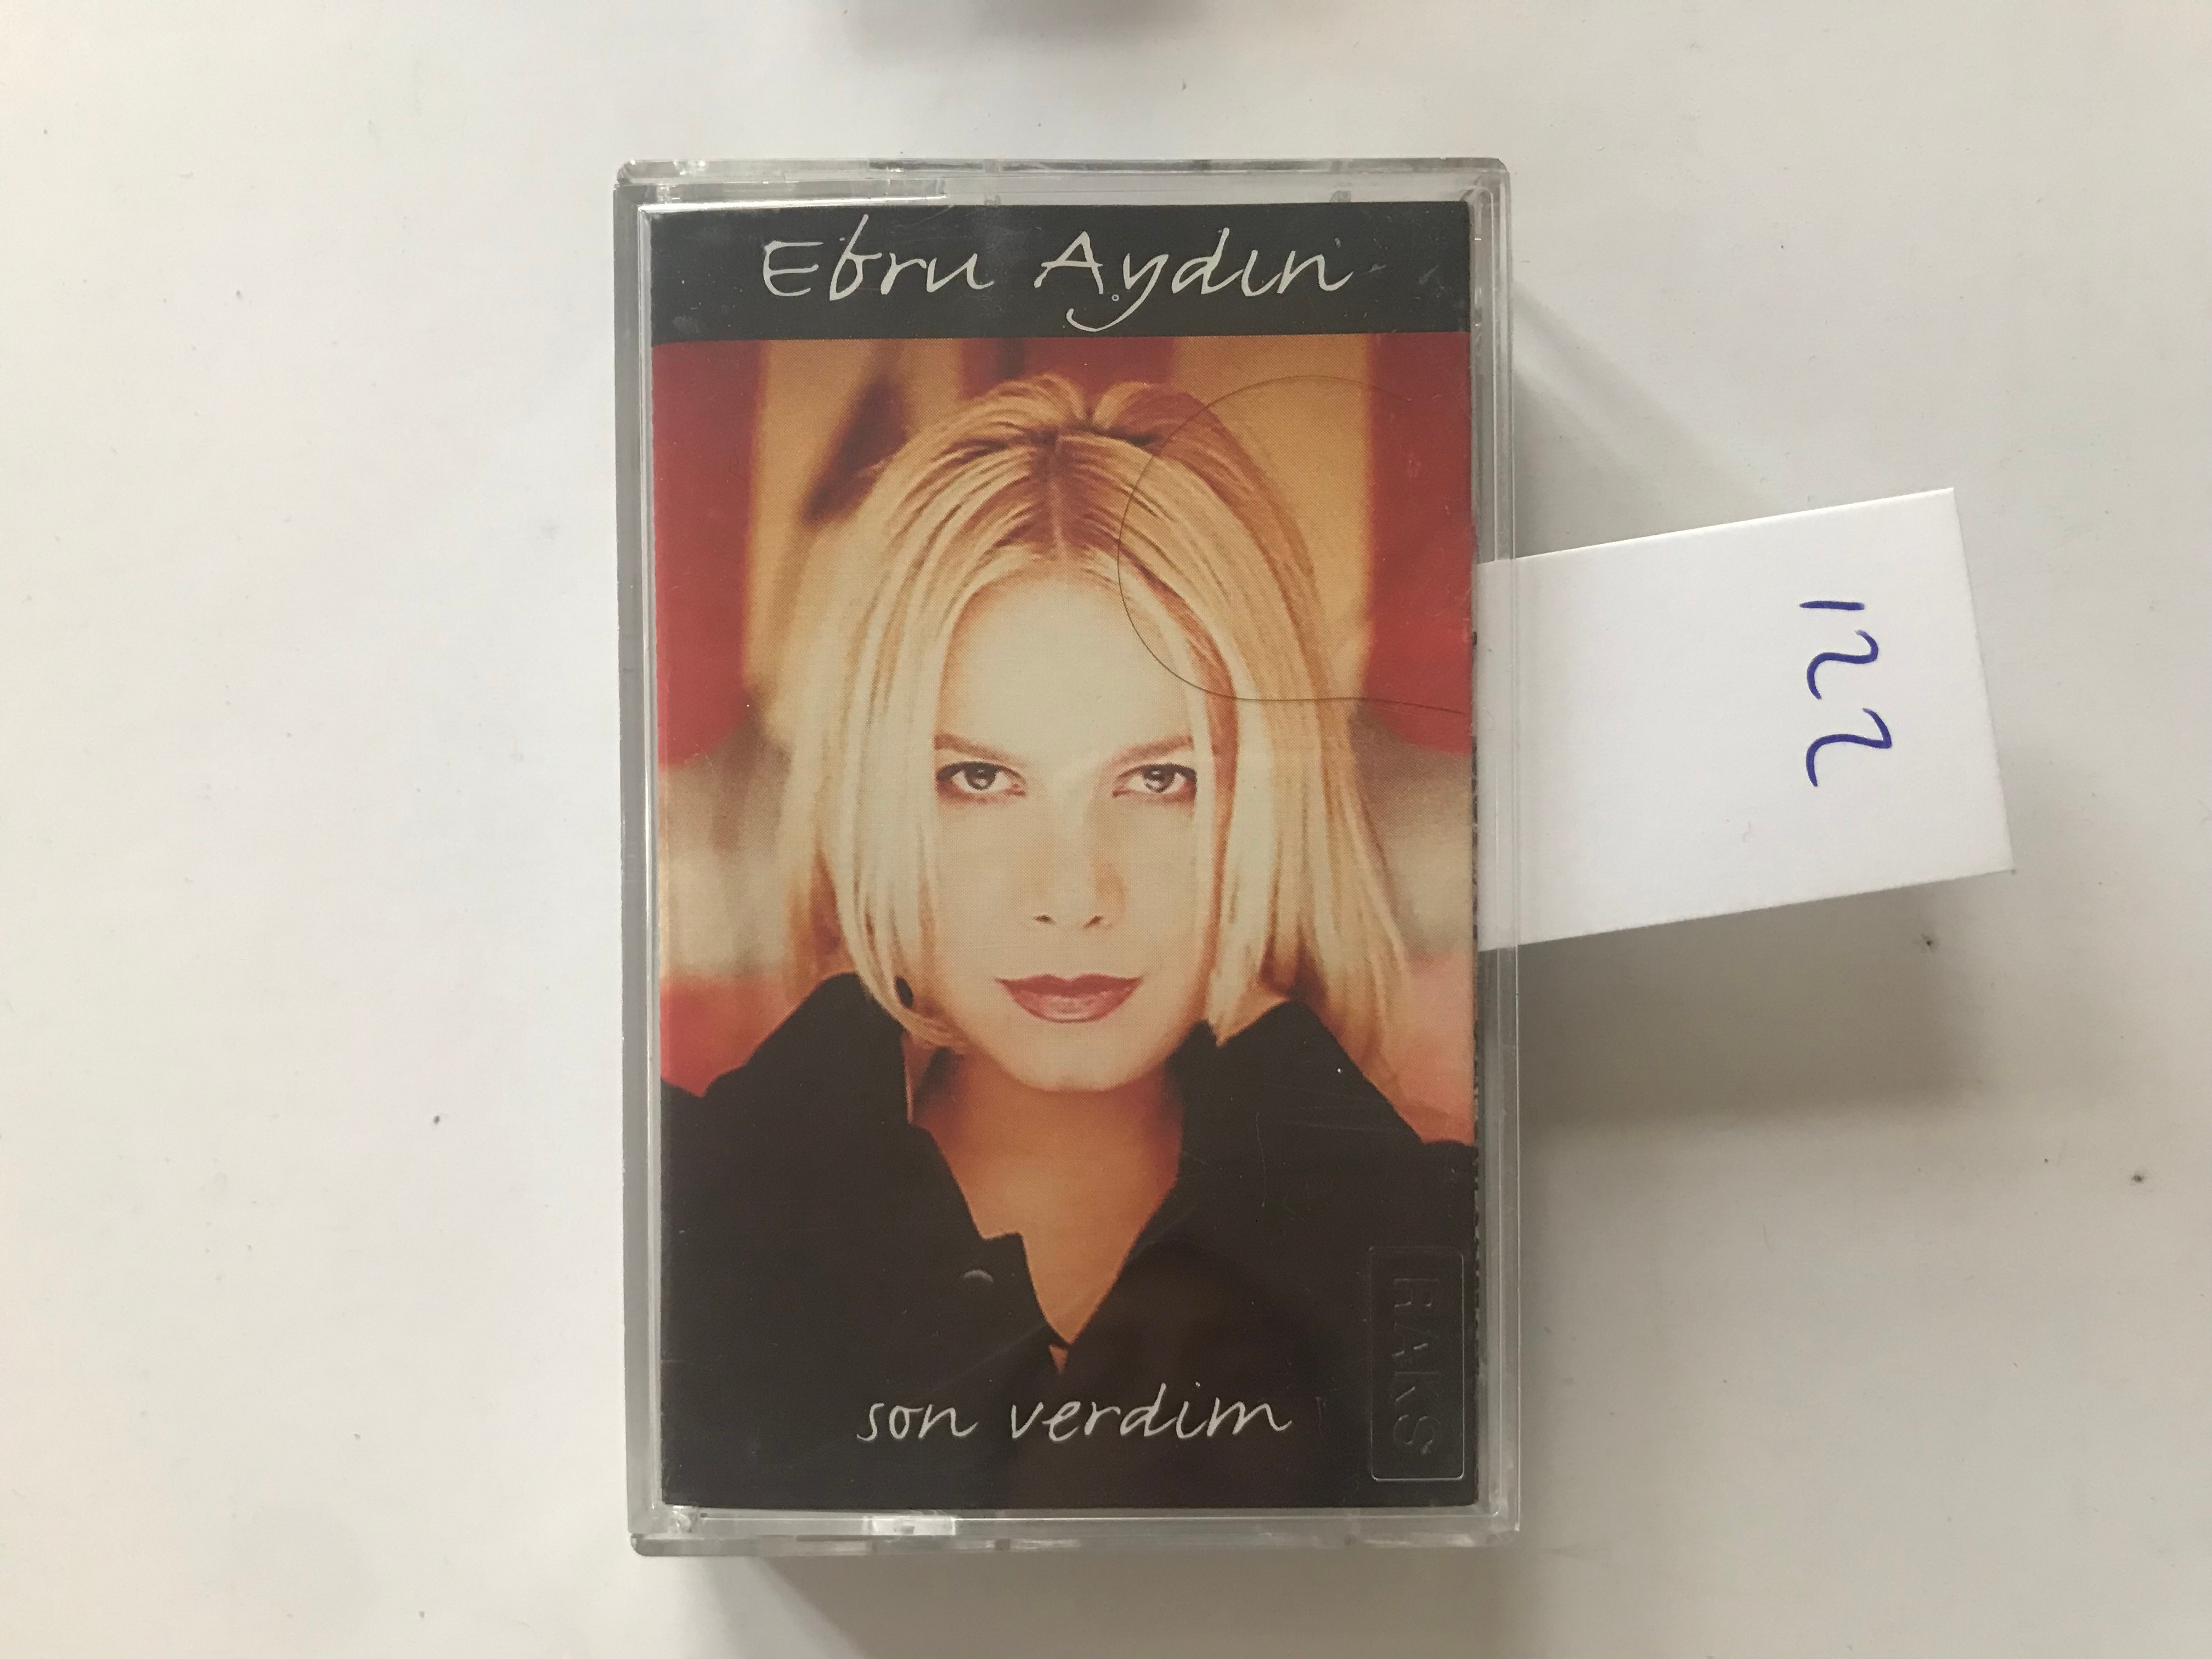 Ebru Aydın
122
son verdim
RAKS